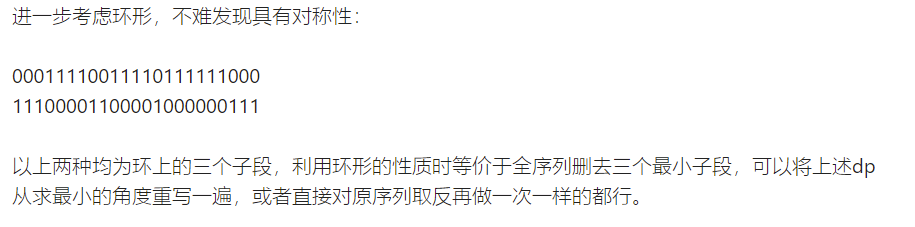 进一步考虑环形，不难发现具有对称性：
0001111001111011111000
1110000110000100000111
以上两种均为环上的三个子段，利用环形的性质时等价于全序列删去三个最小子段，可以将上述dp
从求最小的角度重写一遍，或者直接对原序列取反再做一次一样的都行。